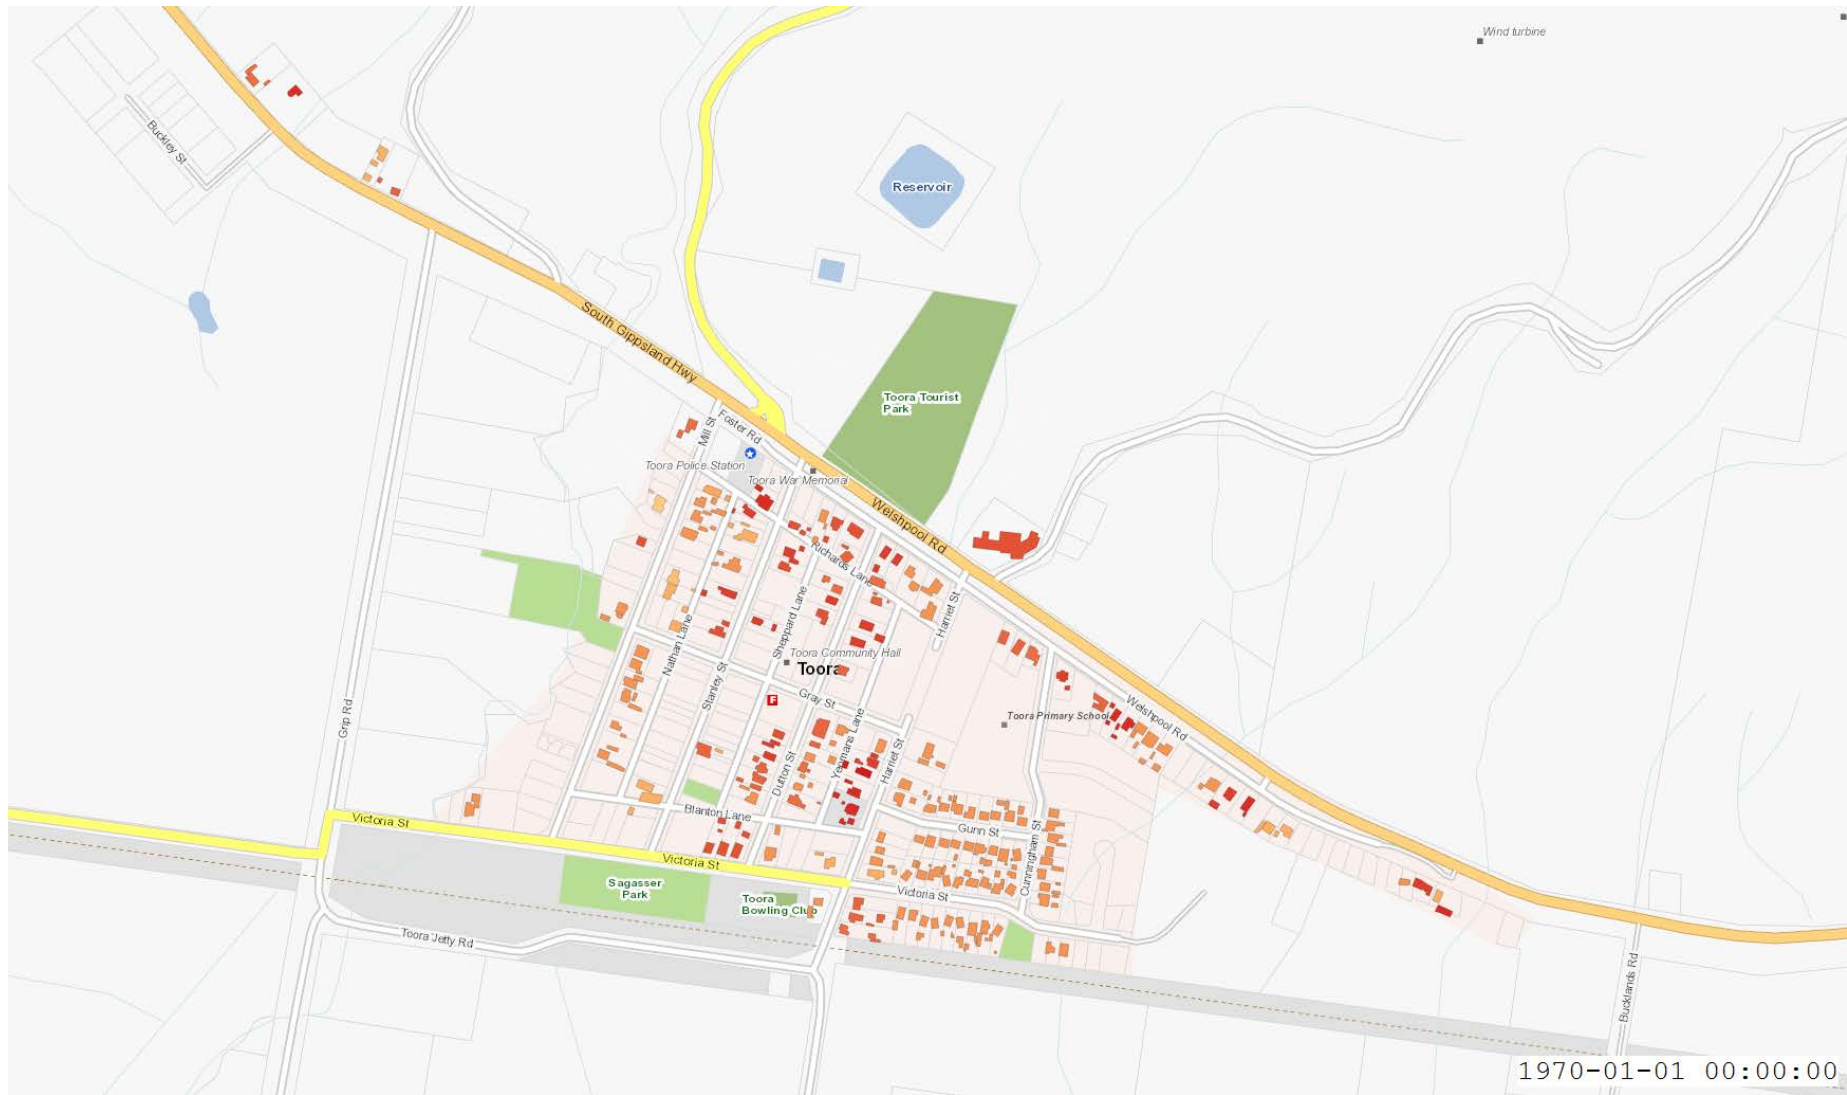 Wind turbine
Buckley St
Reservoir
South Gippsland Hwy
Toora Tourist
Park
Foster Rd
Mill St
Toora Police Station
Toora War Memorial
Welshpool Rd
Richards Lane
Harriet St
Sheppard Lane
Nathan Lane
Toora Community Hall
Toora
Stanley St
Gray St
Grip Rd
Welshpool Rd
F
Toora Primary School
Yeomans Lane
Harriet St
Dutton St
Blanton Lane
Victoria St
Gunn St
Cunningham St
Victoria St
Sagasser
Park
Victoria St
Toora
Bowling Club
Toora Jetty Rd
Bucklands Rd
1970-01-01 00:00:00